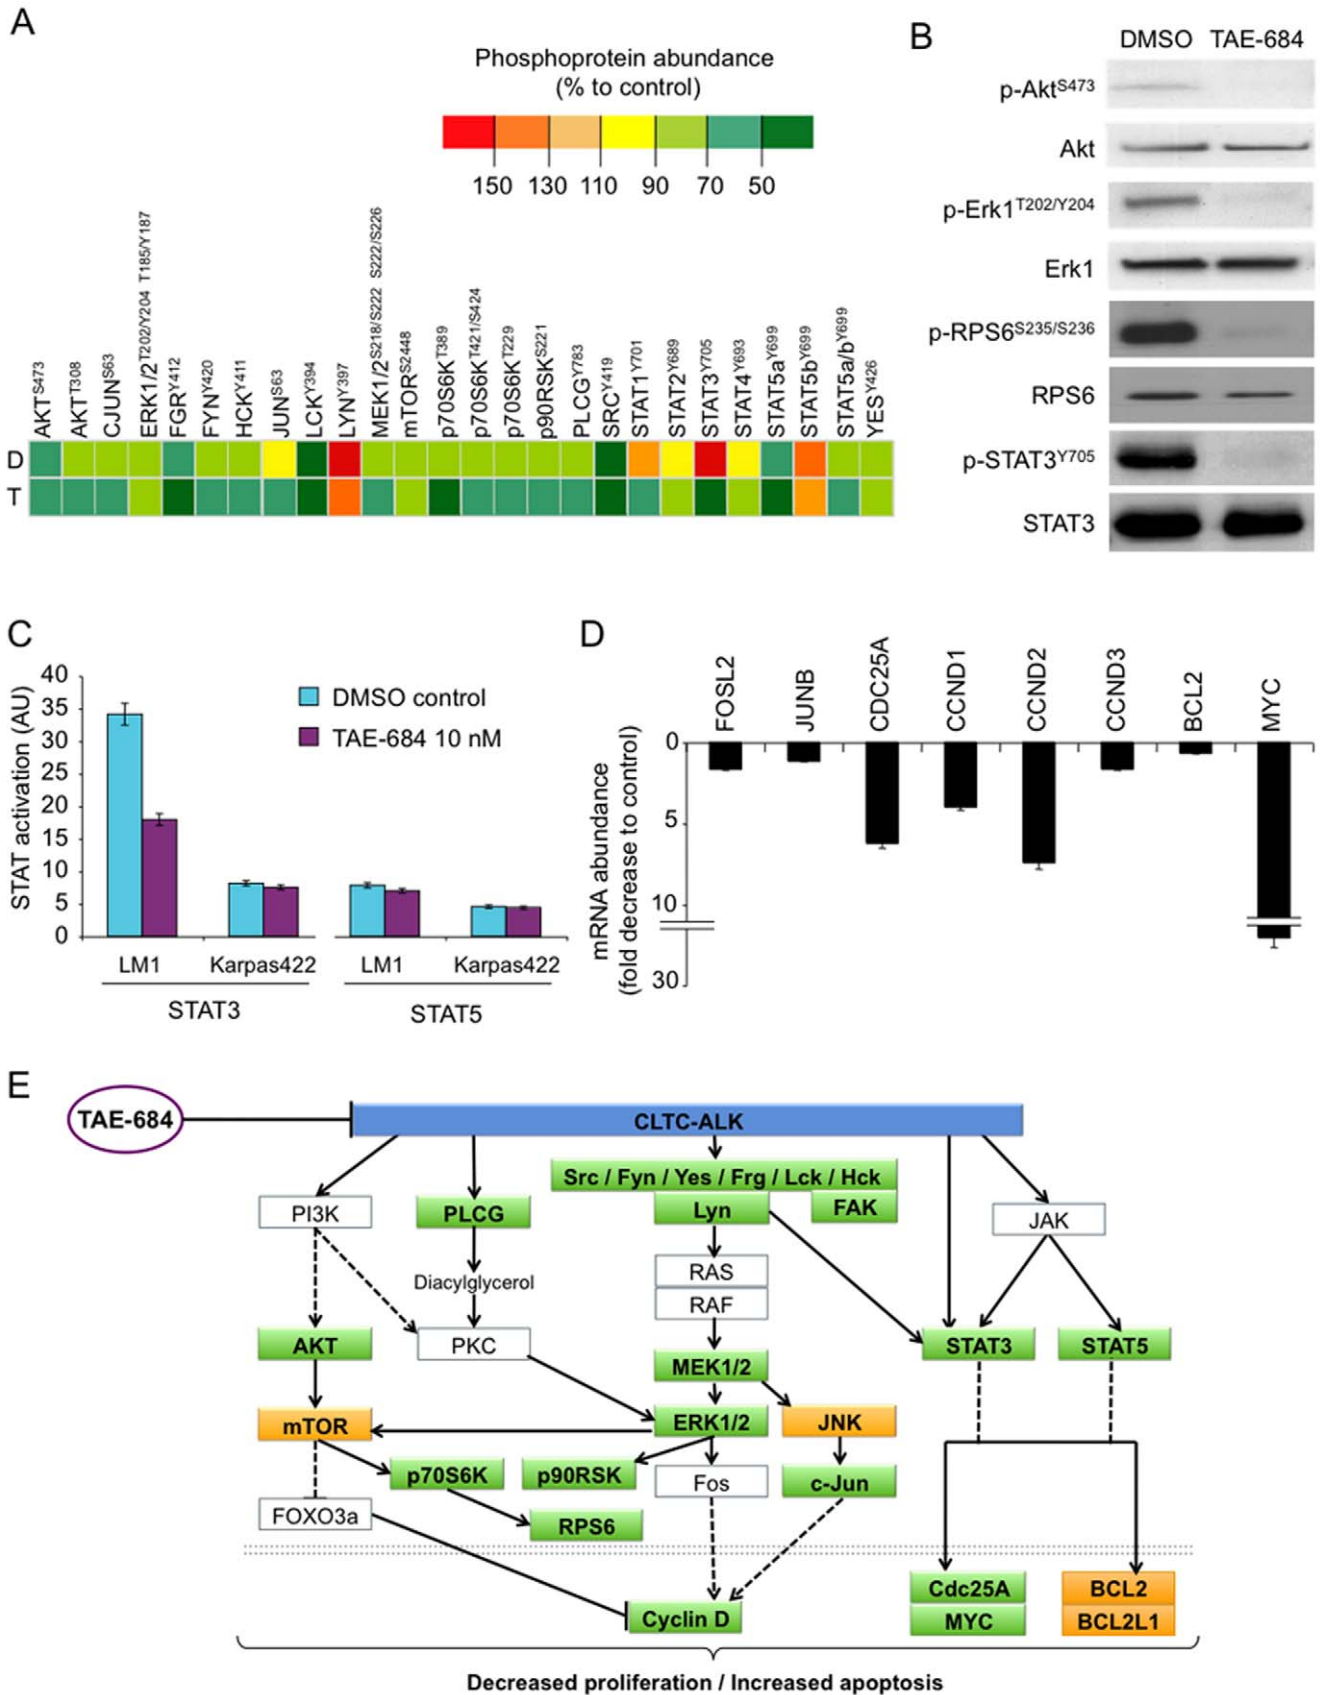 A
Phosphoprotein abundance
(% to control)
150 130 110 90 70 50
AKTS473
AKTT308
CJUNS63
ERK1/2T202/Y204 T185/Y187
FGRY412
FYNY420
HCKY411
JUNS63
LCKY394
LYNY397
MEK1/2S218/S222 S222/S226
mTORS2448
p70S6KT389
p70S6KT421/S424
p70S6KT229
p90RSKS221
PLCGY783
SRCY419
STAT1Y701
STAT2Y689
STAT3Y705
STAT4Y693
STAT5aY699
STAT5bY699
STAT5a/bY699
YESY426
D
T
B
DMSO TAE-684
p-AktS473
Akt
p-Erk1T202/Y204
Erk1
p-RPS6S235/S236
RPS6
p-STAT3Y705
STAT3
C
STAT activation (AU)
40
35
30
25
20
15
10
5
0
DMSO control
TAE-684 10 nM
LM1 Karpas422 LM1 Karpas422
STAT3 STAT5
D
FOSL2
JUNB
CDC25A
CCND1
CCND2
CCND3
BCL2
MYC
mRNA abundance
(fold decrease to control)
0
5
10
30
E
TAE-684
CLTC-ALK
Src / Fyn / Yes / Frg / Lck / Hck
PI3K
PLCG
Lyn
FAK
JAK
Diacylglycerol
RAS
RAF
AKT
PKC
MEK1/2
STAT3
STAT5
mTOR
ERK1/2
JNK
p70S6K
p90RSK
Fos
c-Jun
FOXO3a
RPS6
Cdc25A
BCL2
Cyclin D
MYC
BCL2L1
Decreased proliferation / Increased apoptosis